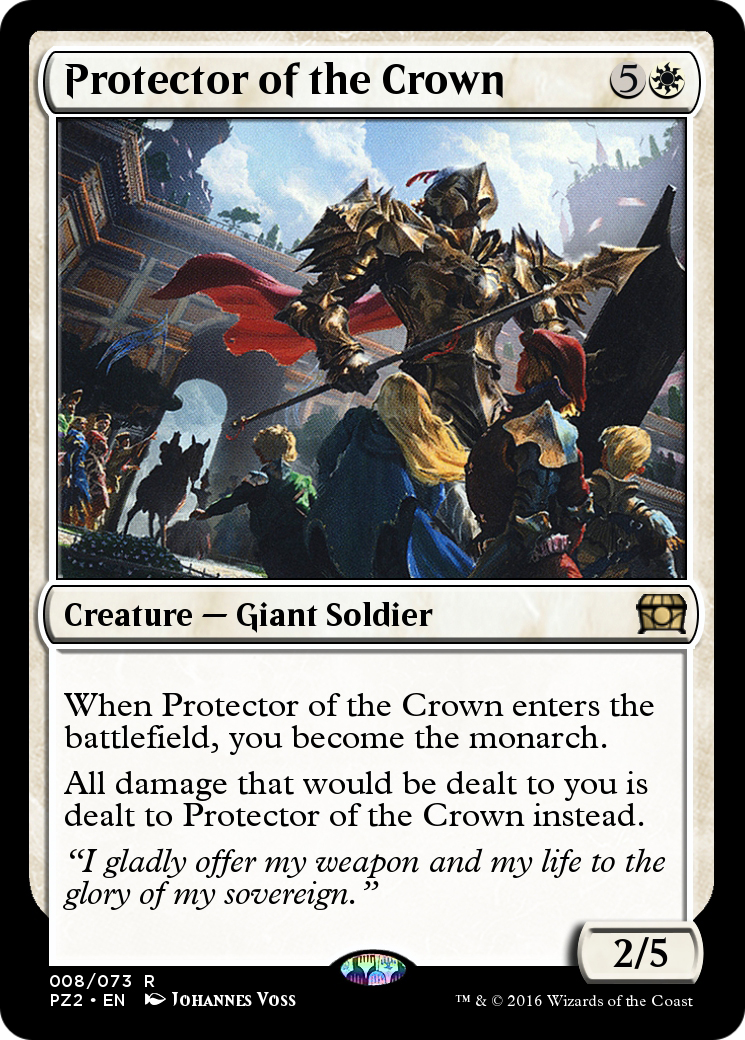 Protector of the Crown 5
Creature — Giant Soldier
When Protector of the Crown enters the
battlefield, you become the monarch.
All damage that would be dealt to you is
dealt to Protector of the Crown instead.
“I gladly offer my weapon and my life to the
glory of my sovereign.”
2/5
008/073 R
PZ2 • EN Johannes Voss
™ & © 2016 Wizards of the Coast